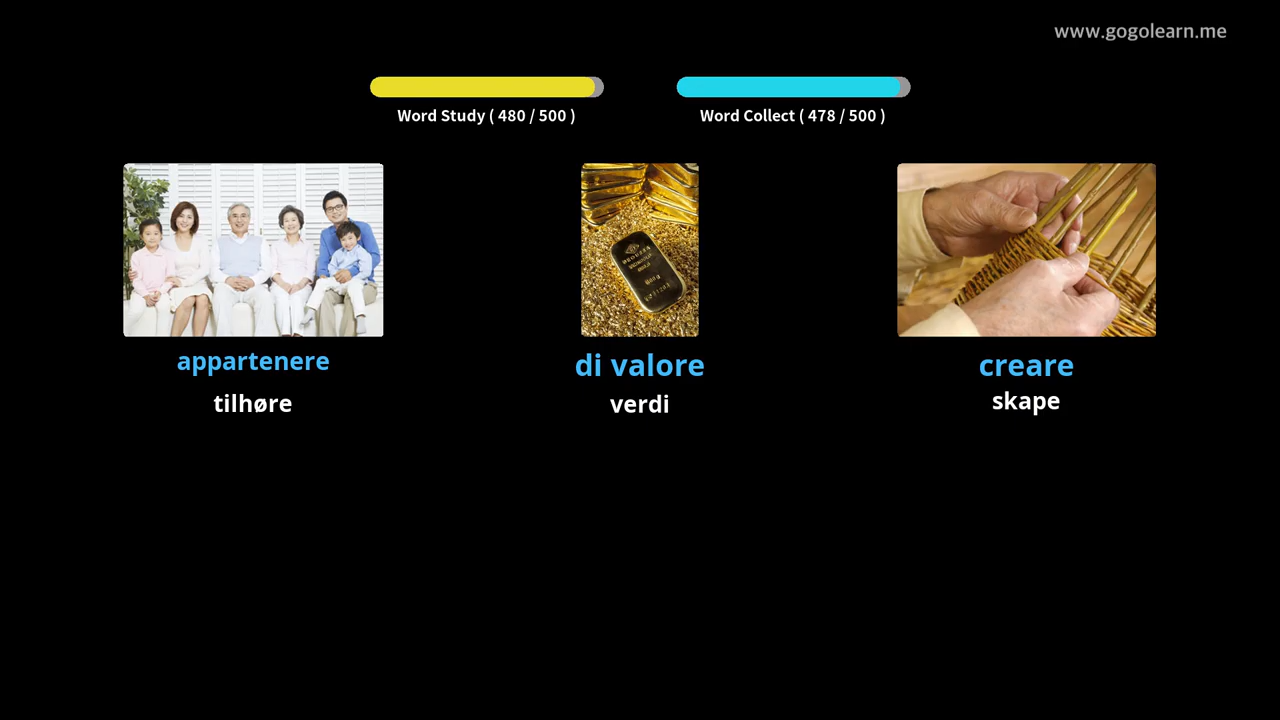 www.gogolearn.me
Word Study ( 480 / 500 )
Word Collect ( 478 / 500 )
appartenere
di valore
creare
tilhøre
verdi
skape